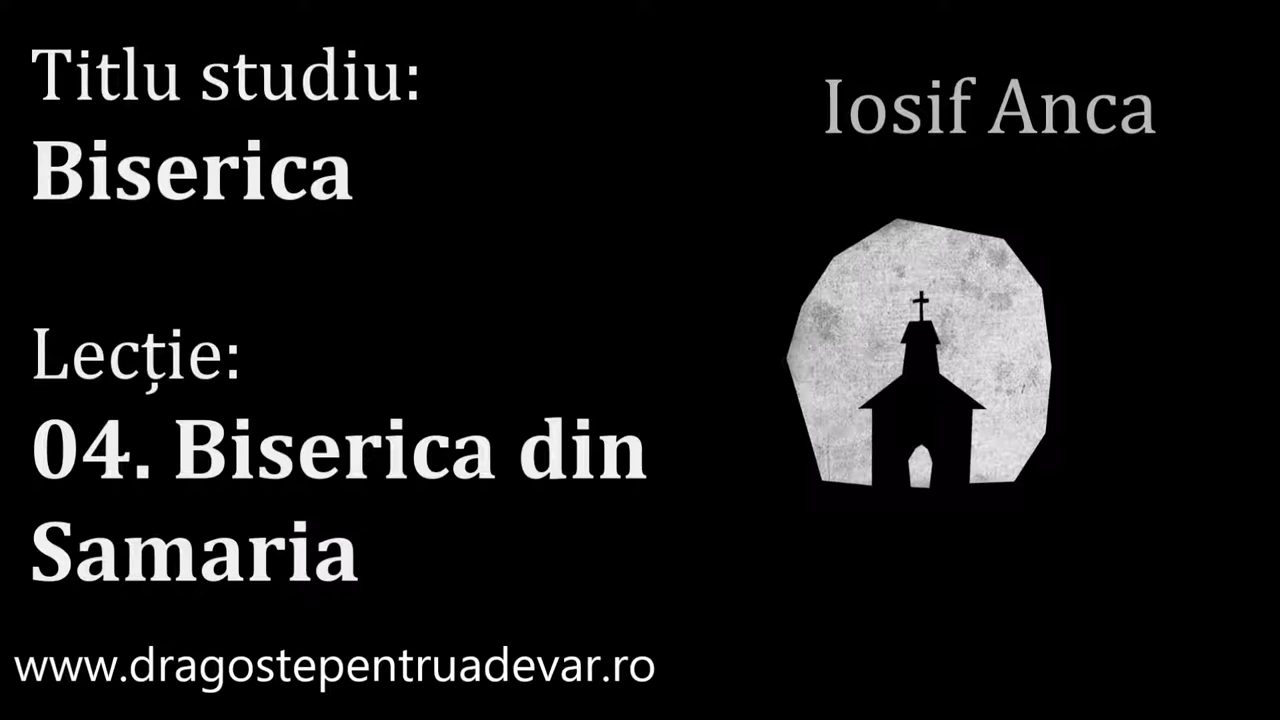 Titlu studiu:
Biserica
Iosif Anca
Lecție:
04. Biserica din
Samaria
www.dragostepentruadevar.ro